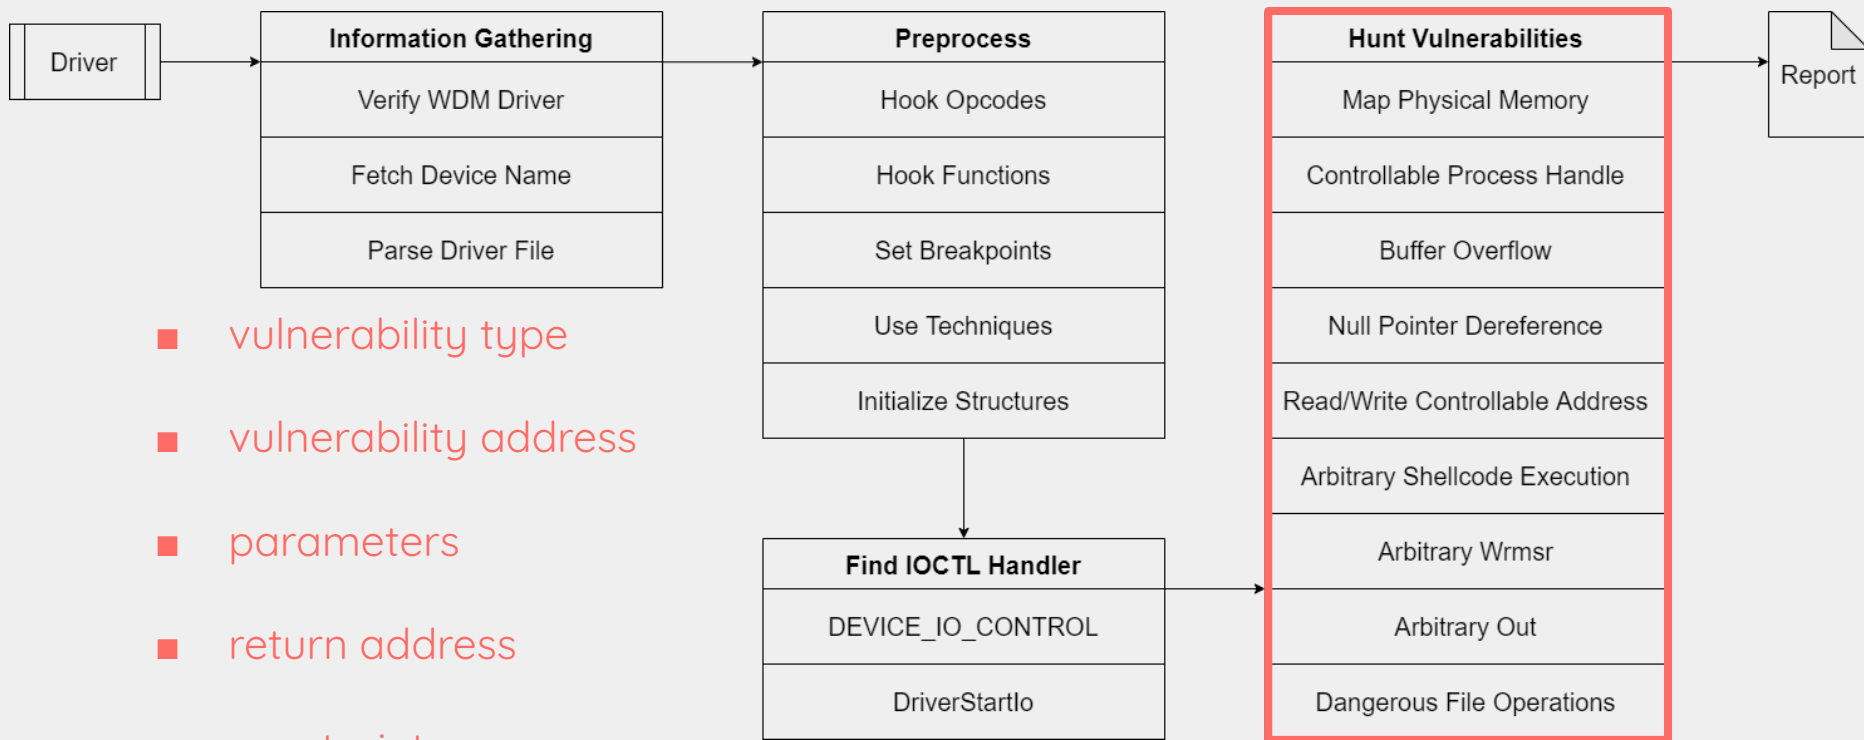 Driver
Information Gathering
Verify WDM Driver
Fetch Device Name
Parse Driver File
Preprocess
Hook Opcodes
Hook Functions
Set Breakpoints
Use Techniques
Initialize Structures
Find IOCTL Handler
DEVICE_IO_CONTROL
DriverStartIo
Hunt Vulnerabilities
Map Physical Memory
Controllable Process Handle
Buffer Overflow
Null Pointer Dereference
Read/Write Controllable Address
Arbitrary Shellcode Execution
Arbitrary Wrmsr
Arbitrary Out
Dangerous File Operations
Report
vulnerability type
vulnerability address
parameters
return address